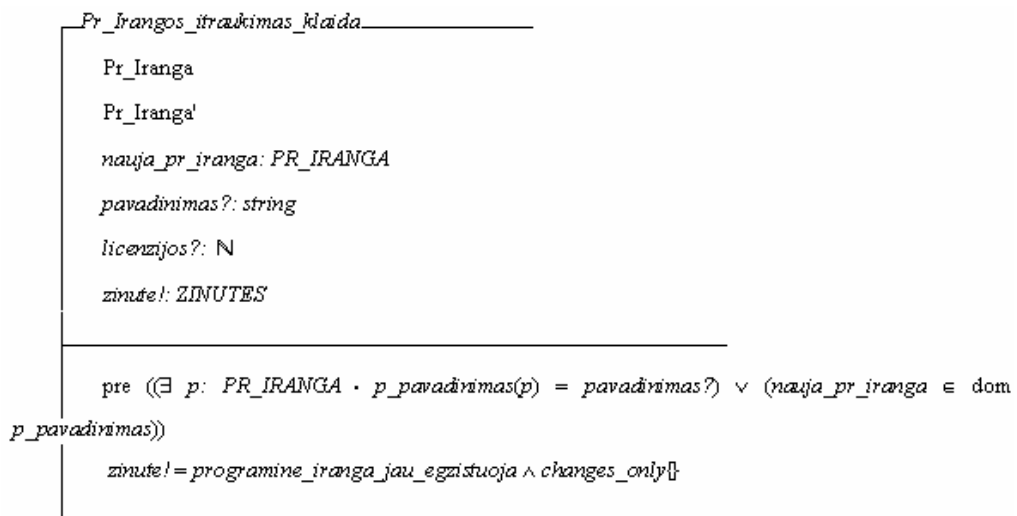 Pr_Irangos_itraukimas_klaida
Pr_Iranga
Pr_Iranga'
nauja_pr_iranga: PR_IRANGA
pavadinimas?: string
licenzijos?: ℕ
zinute!: ZINUTES
pre ((∃ p: PR_IRANGA · p_pavadinimas(p) = pavadinimas?) ∨ (nauja_pr_iranga ∈ dom
p_pavadinimas))
zinute! = programine_iranga_jau_egzistuoja ∧ changes_only{}